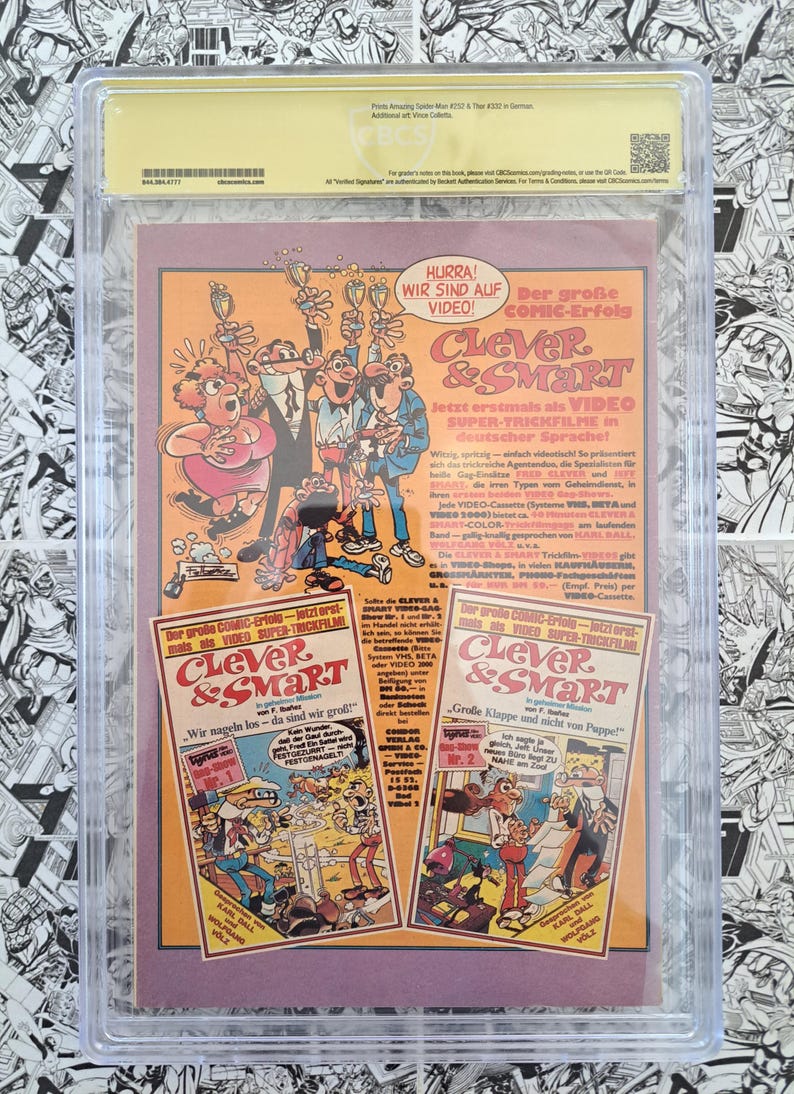 Prints Amazing Spider-Man #252 & Thor #332 in German.
Additional art: Vince Colletta.
CBCS
For grader's notes on this book, please visit CBCScomics.com/grading-notes, or use the QR Code.
844.384.4777
cbcscomics.com
All "Verified Signatures" are authenticated by Beckett Authentication Services. For Terms & Conditions, please visit CBCScomics.com/terms
HURRA!
WIR SIND AUF
VIDEO!
Der große
COMIC-Erfolg
CLEVER
& SMART
Jetzt erstmals als VIDEO
SUPER-TRICKFILME in
deutscher Sprache!
Witzig, spritzig — einfach videotisch! So präsentiert
sich das trickreiche Agentenduo, die Spezialisten für
heiße Gag-Einsätze FRED CLEVER und JEFF
SMART, die irren Typen vom Geheimdienst, in
ihren ersten beiden VIDEO Gag-Shows.
Jede VIDEO-Cassette (Systeme VHS, BETA und
VIDEO 2000) bietet ca. 40 Minuten CLEVER &
SMART-COLOR-Trickfilmgags am laufenden
Band — gallig-knallig gesprochen von KARL DALL,
WOLFGANG VÖLZ u. v. a.
Die CLEVER & SMART Trickfilm-VIDEOS gibt
es in VIDEO-Shops, in vielen KAUFHÄUSERN,
GROSSMÄRKTEN, PHONO-Fachgeschäften
u. a. — für NUR DM 59,— (Empf. Preis) per
VIDEO-Cassette.
Sollte die CLEVER &
SMART VIDEO-GAG-
Show Nr. 1 und Nr. 2
im Handel nicht erhält-
lich sein, so können Sie
die betreffende VIDEO-
Cassette (Bitte
System VHS, BETA
oder VIDEO 2000
angeben) unter
Beifügung von
DM 60,— in
Banknoten
oder Scheck
direkt bestellen
bei
CONDOR
VERLAG
GMBH & CO.
— VIDEO-
Service —
Postfach
15 52,
D-6368
Bad
Vilbel 2
Der große COMIC-Erfolg — jetzt erst-
mals als VIDEO SUPER-TRICKFILM!
CLEVER
& SMART
in geheimer Mission
von F. Ibañez
„Wir nageln los – da sind wir groß!"
Gag-Show
Nr. 1
Kein Wunder,
daß der Gaul durch-
geht, Fred! Ein Sattel wird
FESTGEZURRT — nicht
FESTGENAGELT!
Gesprochen von
KARL DALL
und
WOLFGANG
VÖLZ
Der große COMIC-Erfolg — jetzt erst-
mals als VIDEO SUPER-TRICKFILM!
CLEVER
& SMART
in geheimer Mission
von F. Ibañez
„Große Klappe und nicht von Puppe!"
Gag-Show
Nr. 2
Ich sagte ja
gleich, Jeff: Unser
neues Büro liegt ZU
NAHE am Zoo!
Gesprochen von
KARL DALL
und
WOLFGANG
VÖLZ